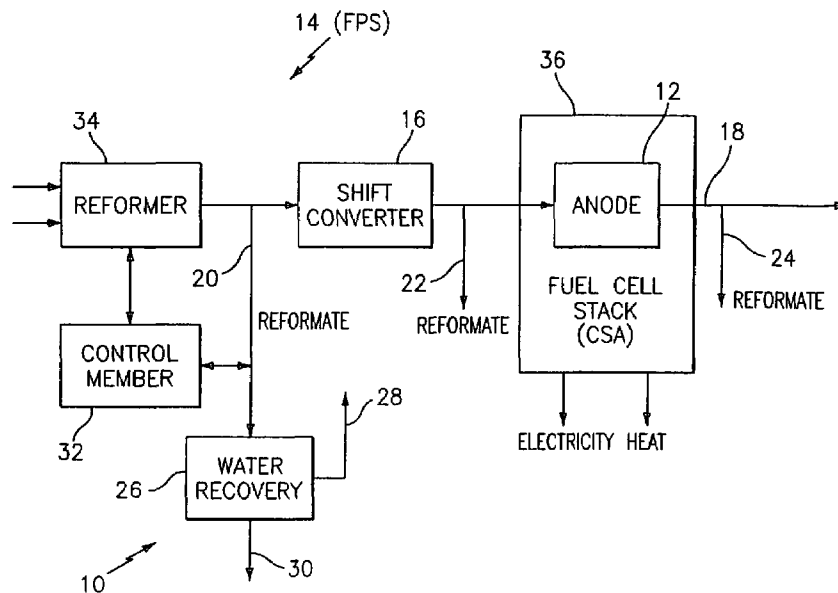 14 (FPS)
36
12
34
16
18
REFORMER
SHIFT
CONVERTER
ANODE
20
22
24
REFORMATE
REFORMATE
FUEL CELL
STACK
(CSA)
REFORMATE
CONTROL
MEMBER
32
28
ELECTRICITY HEAT
26
WATER
RECOVERY
10
30